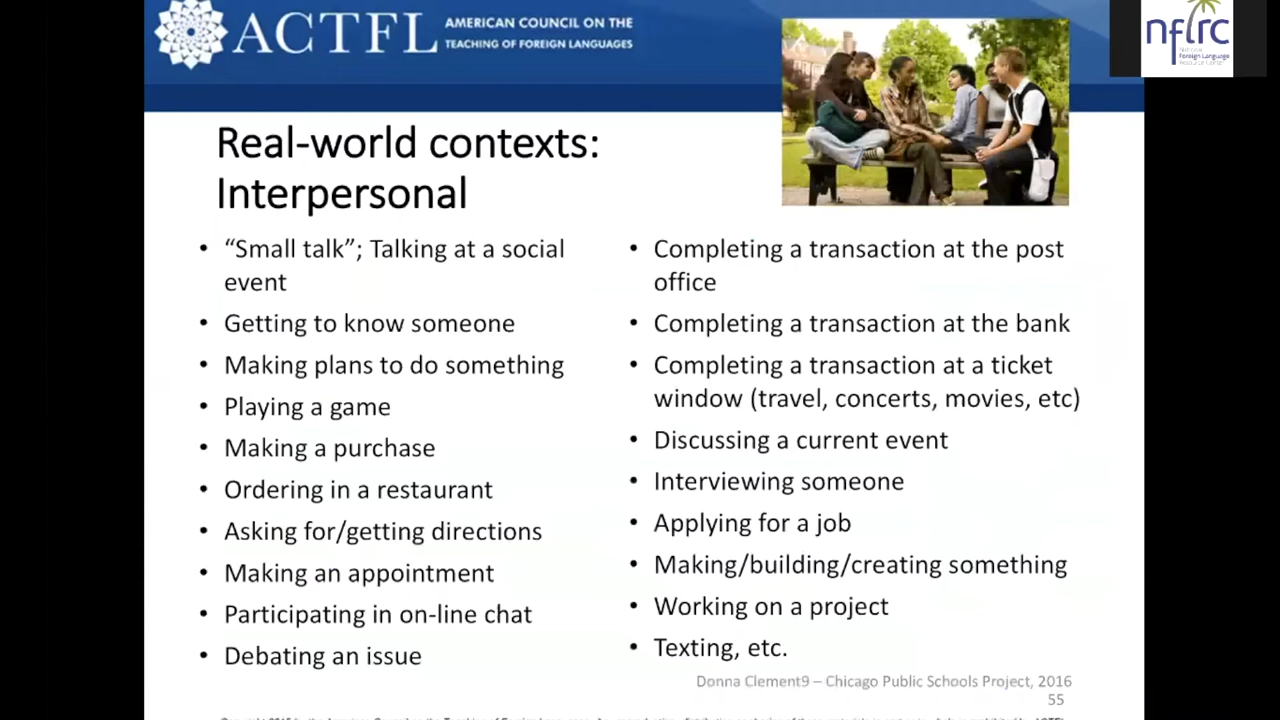 ACTFL
AMERICAN COUNCIL ON THE
TEACHING OF FOREIGN LANGUAGES
nflrc
National
Foreign Language
Resource Center
Real-world contexts:
Interpersonal
• “Small talk”; Talking at a social
event
• Getting to know someone
• Making plans to do something
• Playing a game
• Making a purchase
• Ordering in a restaurant
• Asking for/getting directions
• Making an appointment
• Participating in on-line chat
• Debating an issue
• Completing a transaction at the post
office
• Completing a transaction at the bank
• Completing a transaction at a ticket
window (travel, concerts, movies, etc)
• Discussing a current event
• Interviewing someone
• Applying for a job
• Making/building/creating something
• Working on a project
• Texting, etc.
Donna Clement9 – Chicago Public Schools Project, 2016
55